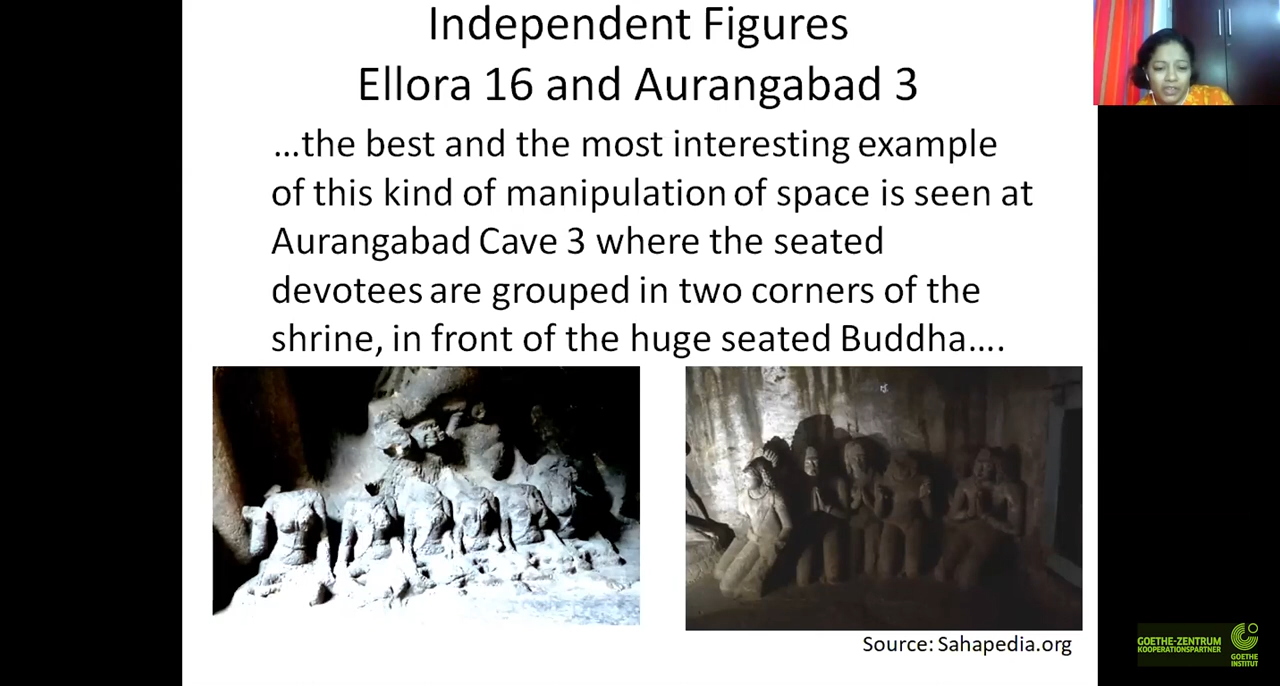 Independent Figures
Ellora 16 and Aurangabad 3
...the best and the most interesting example
of this kind of manipulation of space is seen at
Aurangabad Cave 3 where the seated
devotees are grouped in two corners of the
shrine, in front of the huge seated Buddha....
Source: Sahapedia.org
GOETHE-ZENTRUM
KOOPERATIONSPARTNER
GOETHE
INSTITUT